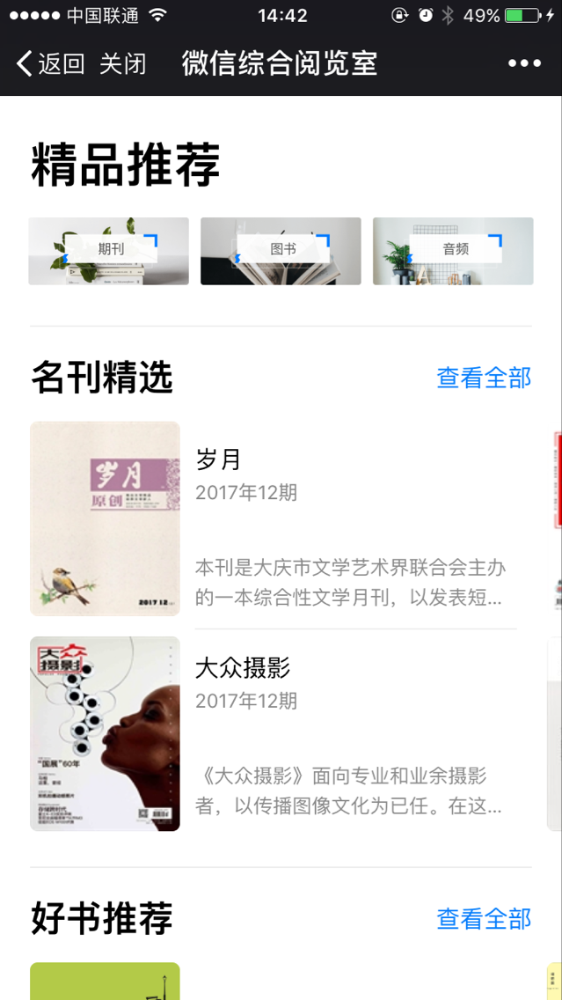 中国联通
14:42
49%
返回 关闭
微信综合阅览室
精品推荐
期刊
图书
音频
名刊精选
查看全部
岁月
原创
2017 12
岁月
2017年12期
本刊是大庆市文学艺术界联合会主办
的一本综合性文学月刊，以发表短...
大众
摄影
“国展”60年
存储跨时代
大众摄影
2017年12期
《大众摄影》面向专业和业余摄影
者，以传播图像文化为已任。在这...
好书推荐
查看全部